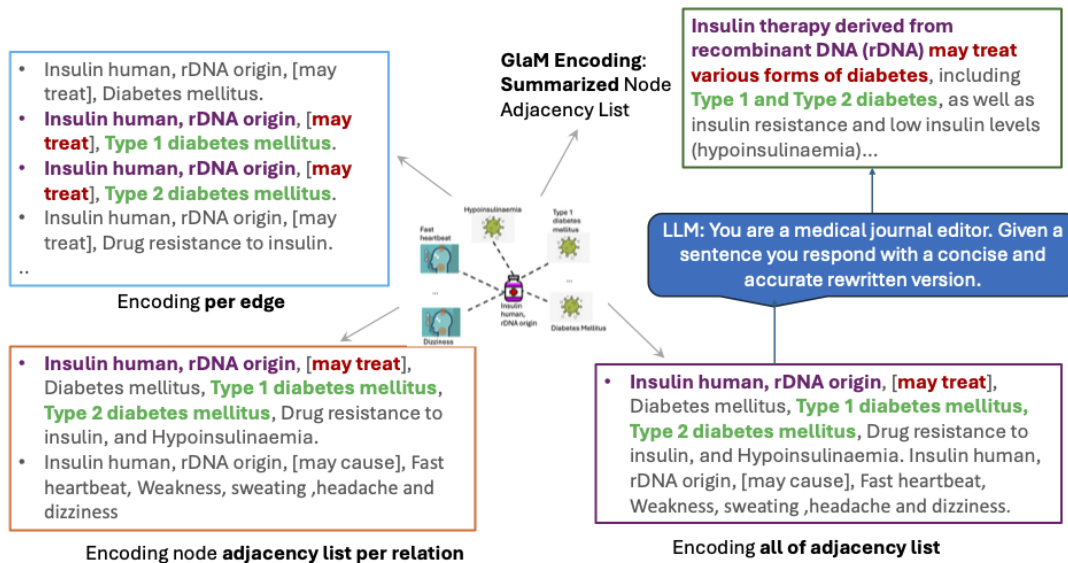 • Insulin human, rDNA origin, [may
treat], Diabetes mellitus.
• Insulin human, rDNA origin, [may
treat], Type 1 diabetes mellitus.
• Insulin human, rDNA origin, [may
treat], Type 2 diabetes mellitus.
• Insulin human, rDNA origin, [may
treat], Drug resistance to insulin.
..
Encoding per edge
GlaM Encoding:
Summarized Node
Adjacency List
Insulin therapy derived from
recombinant DNA (rDNA) may treat
various forms of diabetes, including
Type 1 and Type 2 diabetes, as well as
insulin resistance and low insulin levels
(hypoinsulinaemia)...
LLM: You are a medical journal editor. Given a
sentence you respond with a concise and
accurate rewritten version.
Hypoinsulinaemia
Type 1
diabetes
mellitus
Fast
heartbeat
...
...
Insulin
human,
rDNA origin
Dizziness
Diabetes Mellitus
• Insulin human, rDNA origin, [may treat],
Diabetes mellitus, Type 1 diabetes mellitus,
Type 2 diabetes mellitus, Drug resistance to
insulin, and Hypoinsulinaemia.
• Insulin human, rDNA origin, [may cause], Fast
heartbeat, Weakness, sweating ,headache and
dizziness
Encoding node adjacency list per relation
• Insulin human, rDNA origin, [may treat],
Diabetes mellitus, Type 1 diabetes mellitus,
Type 2 diabetes mellitus, Drug resistance to
insulin, and Hypoinsulinaemia. Insulin human,
rDNA origin, [may cause], Fast heartbeat,
Weakness, sweating ,headache and dizziness.
Encoding all of adjacency list